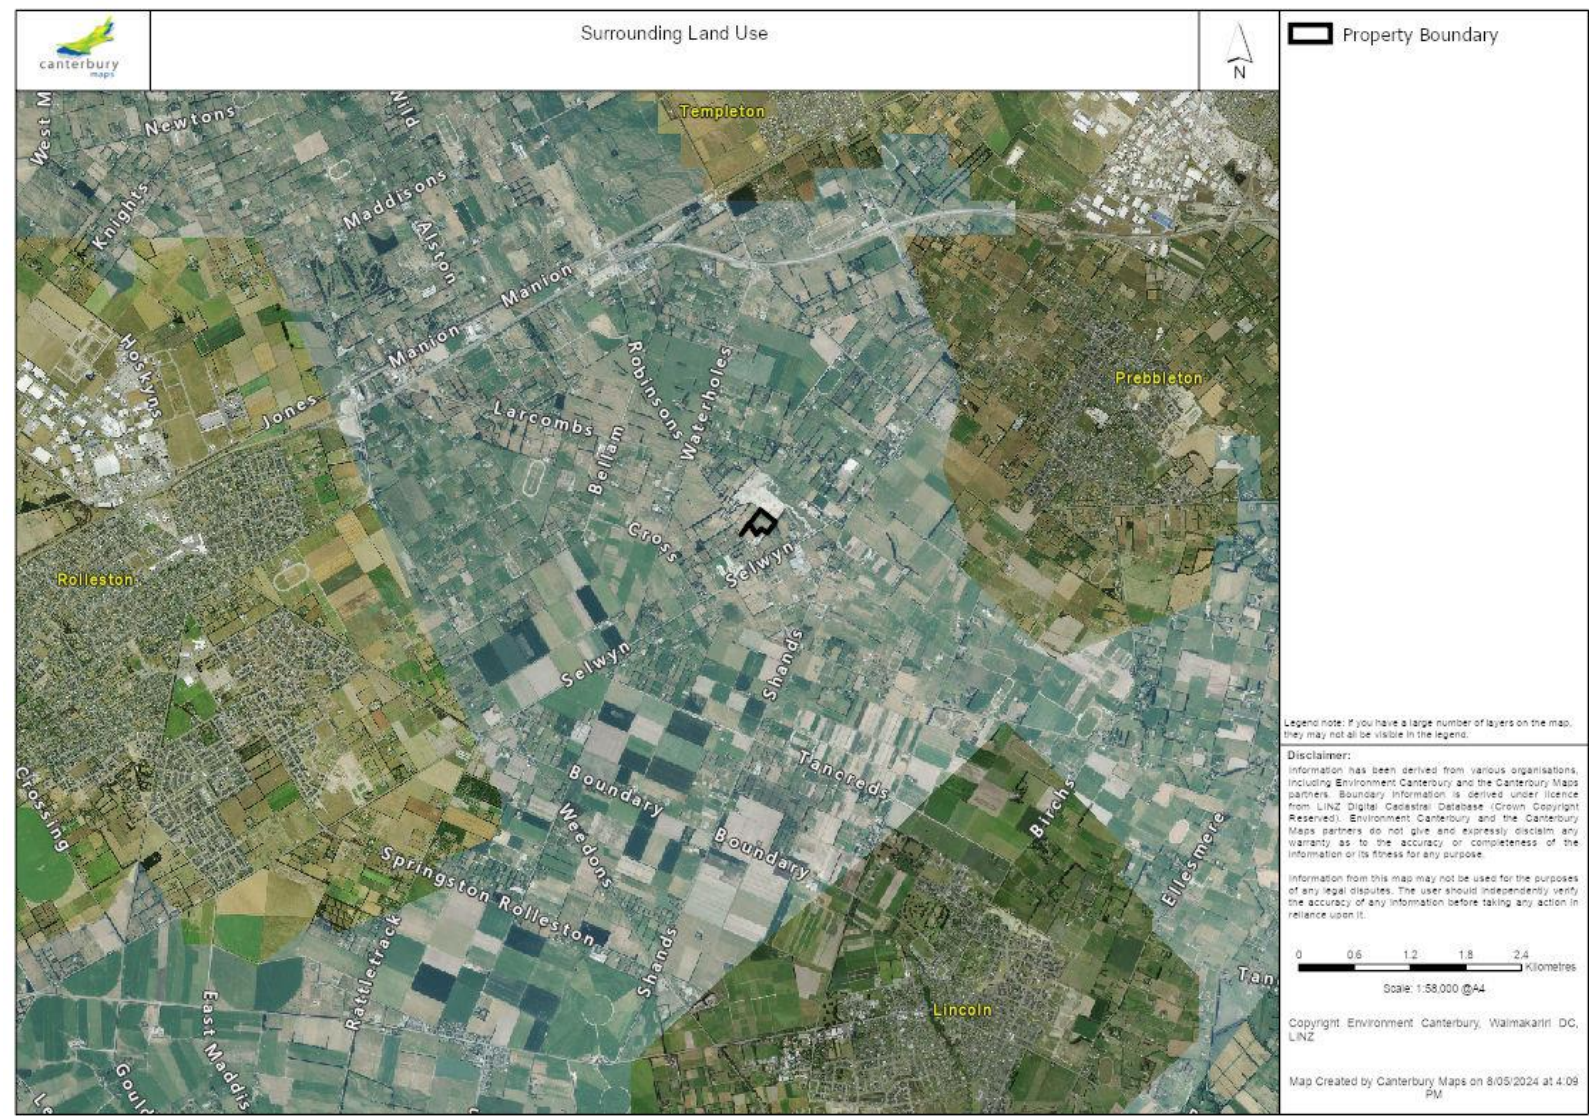 canterbury
maps
Surrounding Land Use
N
Property Boundary
West M
Newtons
Wild
Templeton
Knights
Maddisons
Alston
Manion
Hoskyns
Manion
Jones
Robinsons
Waterholes
Prebbleton
Larcombs
Bellam
Cross
Selwyn
Rolleston
Selwyn
Shands
Crossing
Boundary
Tancreds
Birchs
Weedons
Boundary
Ellesmere
Springston Rolleston
Rattletrack
Shands
Tan
East Maddis
Lincoln
Gould
Le
Legend note: If you have a large number of layers on the map,
they may not all be visible in the legend.
Disclaimer:
Information has been derived from various organisations,
including Environment Canterbury and the Canterbury Maps
partners. Boundary information is derived under licence
from LINZ Digital Cadastral Database (Crown Copyright
Reserved). Environment Canterbury and the Canterbury
Maps partners do not give and expressly disclaim any
warranty as to the accuracy or completeness of the
information or its fitness for any purpose.
Information from this map may not be used for the purposes
of any legal disputes. The user should independently verify
the accuracy of any information before taking any action in
reliance upon it.
0 0.6 1.2 1.8 2.4
Kilometres
Scale: 1:58,000 @A4
Copyright Environment Canterbury, Waimakariri DC,
LINZ
Map Created by Canterbury Maps on 8/05/2024 at 4:09
PM